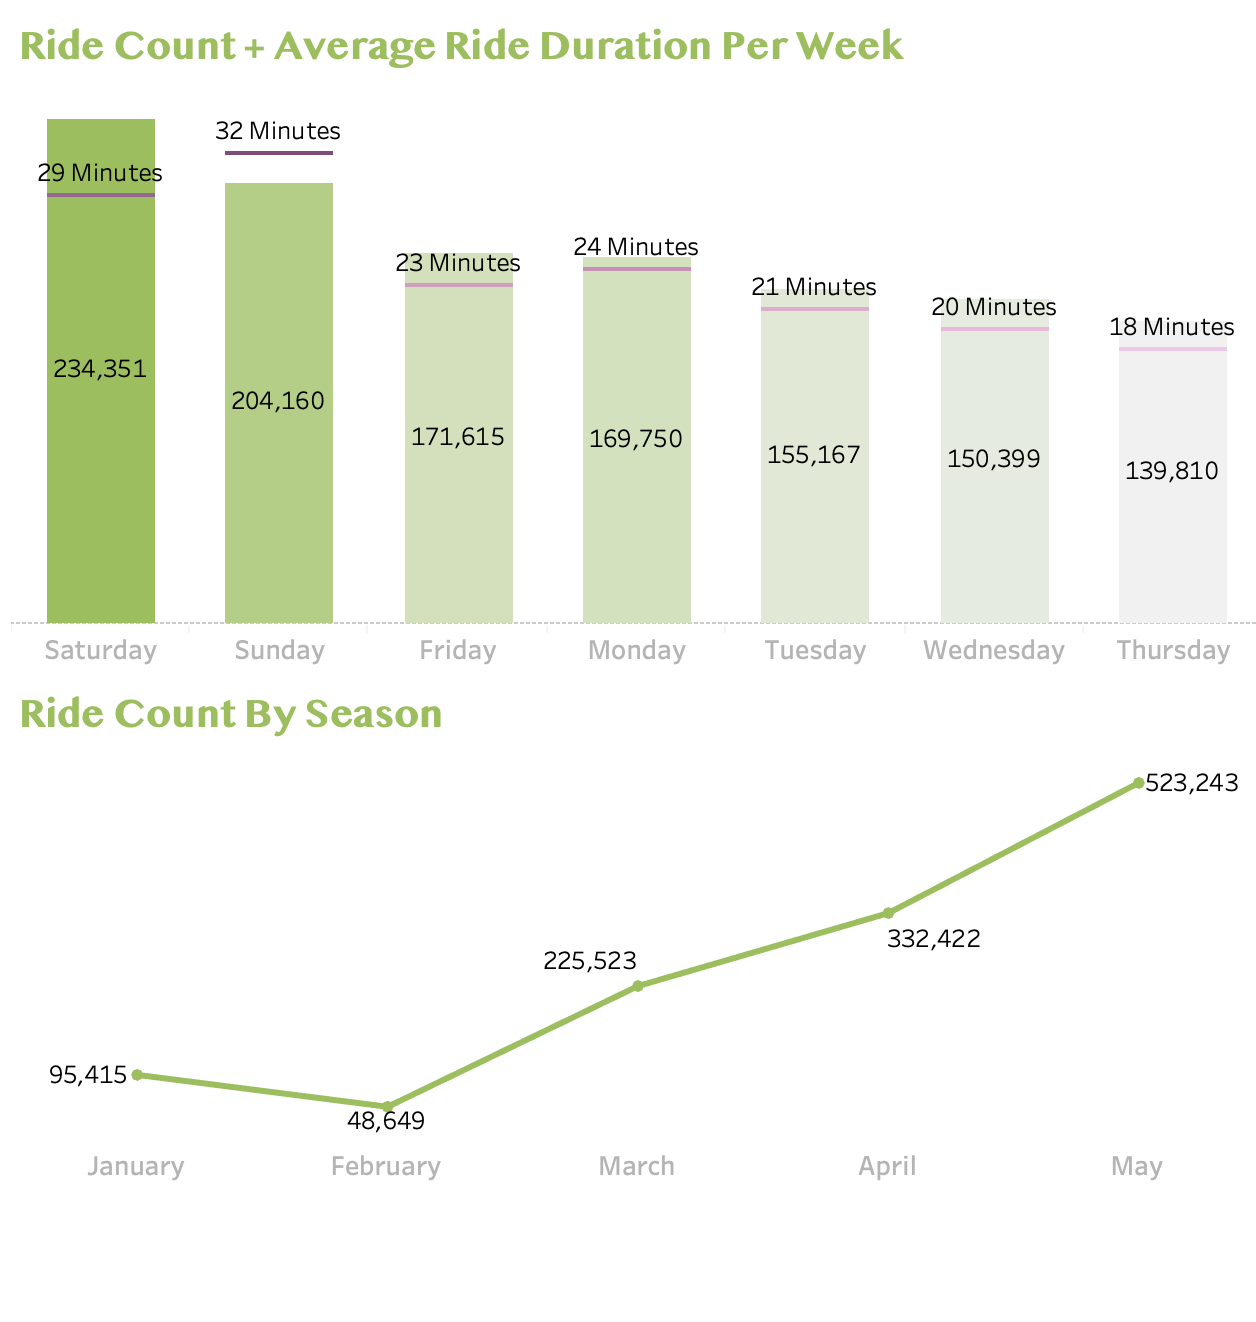 Ride Count + Average Ride Duration Per Week
29 Minutes
32 Minutes
23 Minutes
24 Minutes
21 Minutes
20 Minutes
18 Minutes
234,351
204,160
171,615
169,750
155,167
150,399
139,810
Saturday
Sunday
Friday
Monday
Tuesday
Wednesday
Thursday
Ride Count By Season
523,243
332,422
225,523
95,415
48,649
January
February
March
April
May